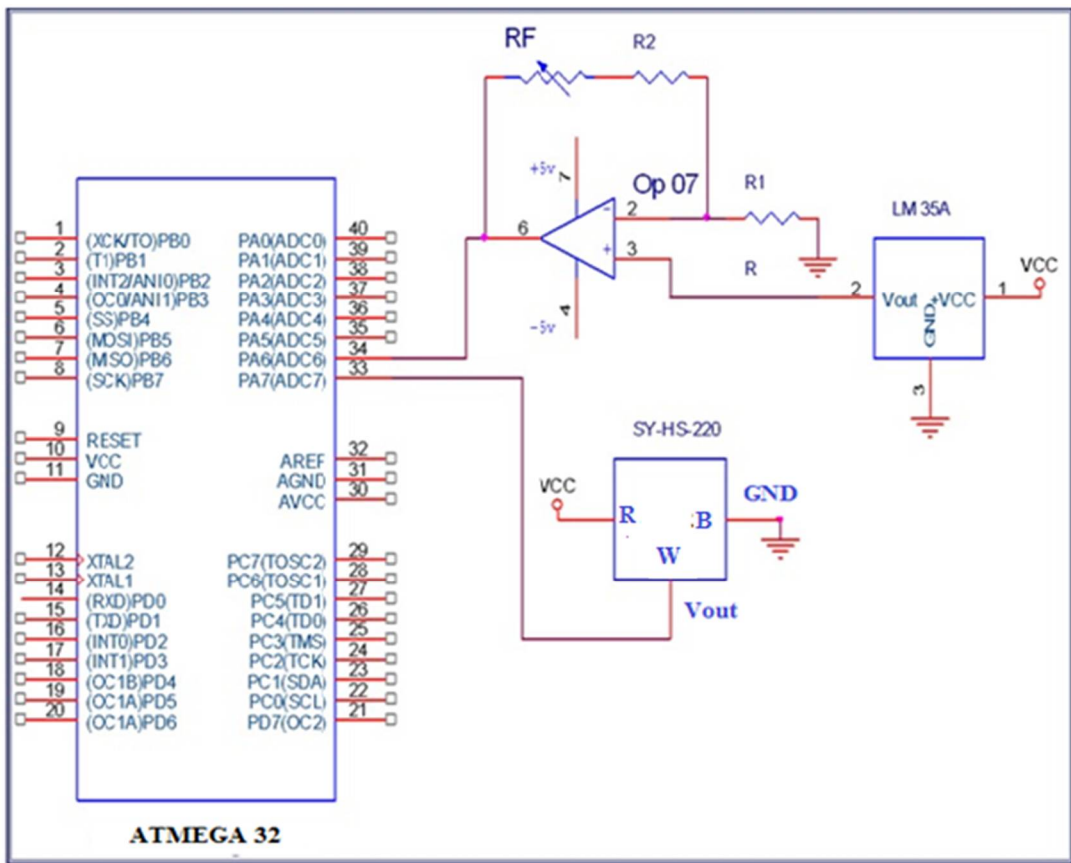 RF
R2
+5v
7
Op 07
R1
2
6
3
R
4
-5v
LM 35A
VCC
2
Vout
+VCC
GND
1
3
1
(XCK/TO)PB0
2
(T1)PB1
3
(INT2/ANI0)PB2
4
(OC0/ANI1)PB3
5
(SS)PB4
6
(MOSI)PB5
7
(MISO)PB6
8
(SCK)PB7
9
RESET
10
VCC
11
GND
12
XTAL2
13
XTAL1
14
(RXD)PD0
15
(TXD)PD1
16
(INT0)PD2
17
(INT1)PD3
18
(OC1B)PD4
19
(OC1A)PD5
20
(OC1A)PD6
PA0(ADC0)
40
PA1(ADC1)
39
PA2(ADC2)
38
PA3(ADC3)
37
PA4(ADC4)
36
PA5(ADC5)
35
PA6(ADC6)
34
PA7(ADC7)
33
AREF
32
AGND
31
AVCC
30
PC7(TOSC2)
29
PC6(TOSC1)
28
PC5(TD1)
27
PC4(TD0)
26
PC3(TMS)
25
PC2(TCK)
24
PC1(SDA)
23
PC0(SCL)
22
PD7(OC2)
21
SY-HS-220
VCC
R
:B
W
GND
Vout
ATMEGA 32